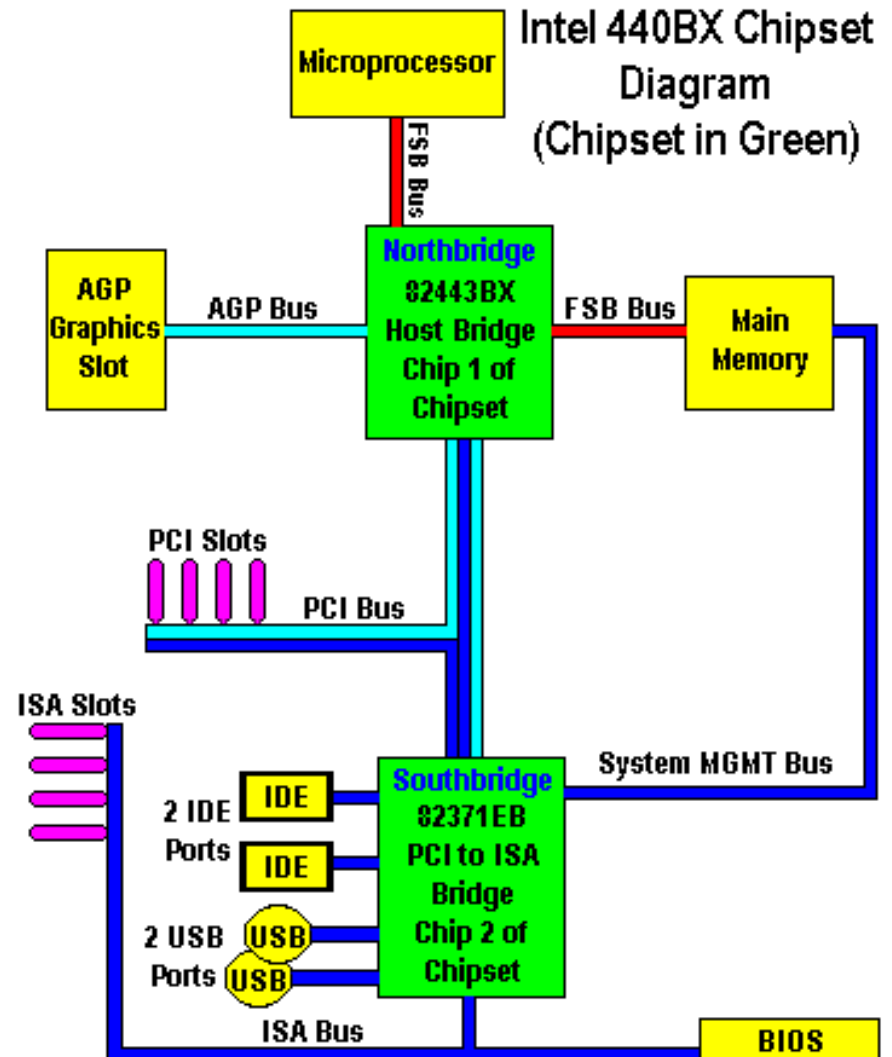 Intel 440BX Chipset
Diagram
(Chipset in Green)
Microprocessor
FSB Bus
Northbridge
82443BX
Host Bridge
Chip 1 of
Chipset
AGP
Graphics
Slot
AGP Bus
FSB Bus
Main
Memory
PCI Slots
PCI Bus
ISA Slots
System MGMT Bus
Southbridge
82371EB
PCI to ISA
Bridge
Chip 2 of
Chipset
2 IDE
Ports
IDE
IDE
2 USB
Ports
USB
USB
ISA Bus
BIOS